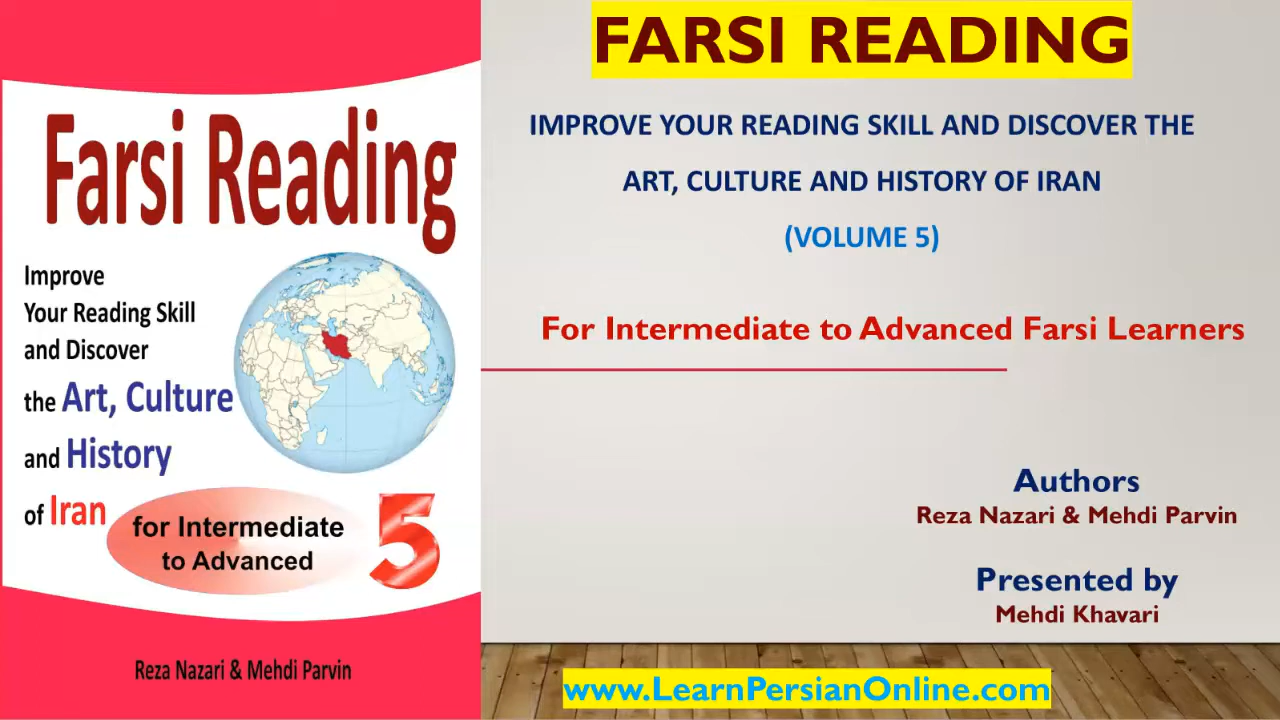 Farsi Reading
Improve
Your Reading Skill
and Discover
the Art, Culture
and History
of Iran
for Intermediate
to Advanced
5
Reza Nazari & Mehdi Parvin
FARSI READING
IMPROVE YOUR READING SKILL AND DISCOVER THE
ART, CULTURE AND HISTORY OF IRAN
(VOLUME 5)
For Intermediate to Advanced Farsi Learners
Authors
Reza Nazari & Mehdi Parvin
Presented by
Mehdi Khavari
www.LearnPersianOnline.com